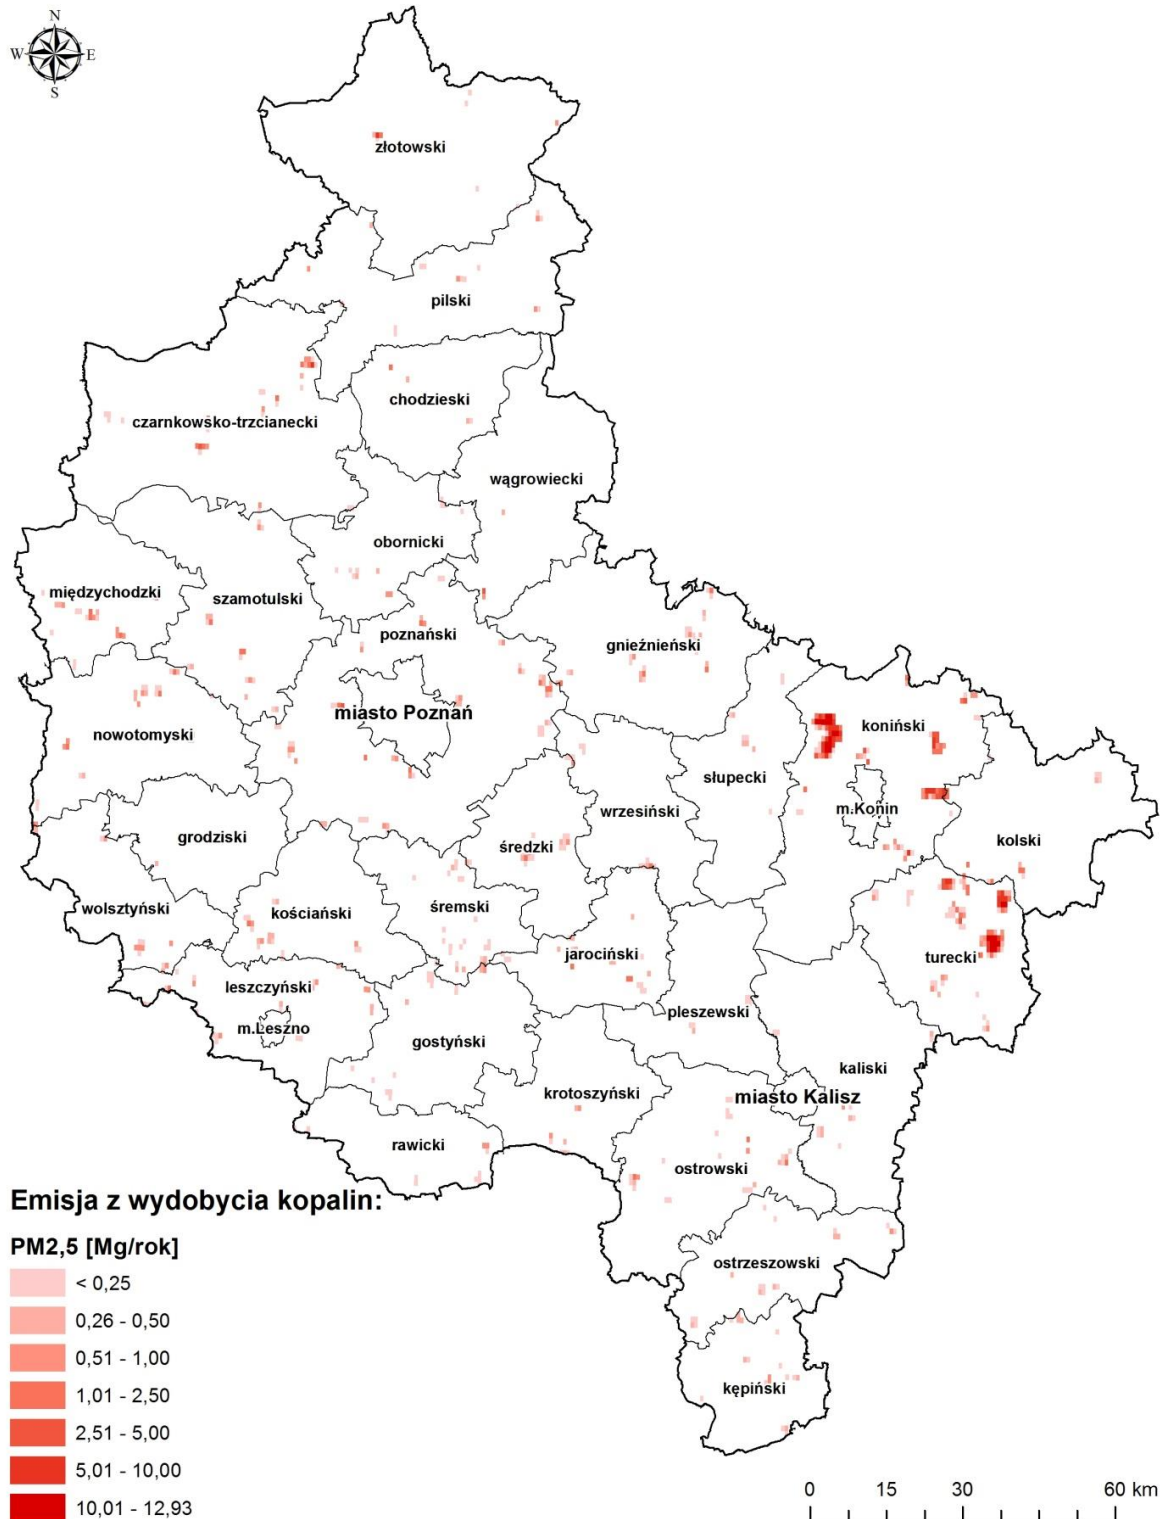 N
W E
S
złotowski
pilski
chodzieski
czarnkowsko-trzcianecki
wągrowiecki
obornicki
międzychodzki
szamotulski
poznański
gnieźnieński
miasto Poznań
koniński
nowotomyski
słupecki
m.Konin
wrzesiński
grodziski
średzki
kolski
wolsztyński
kościański
śremski
jarociński
turecki
leszczyński
m.Leszno
pleszewski
gostyński
kaliski
krotoszyński
miasto Kalisz
rawicki
ostrowski
ostrzeszowski
kępiński
Emisja z wydobycia kopalin:
PM2,5 [Mg/rok]
< 0,25
0,26 - 0,50
0,51 - 1,00
1,01 - 2,50
2,51 - 5,00
5,01 - 10,00
10,01 - 12,93
0 15 30 60 km